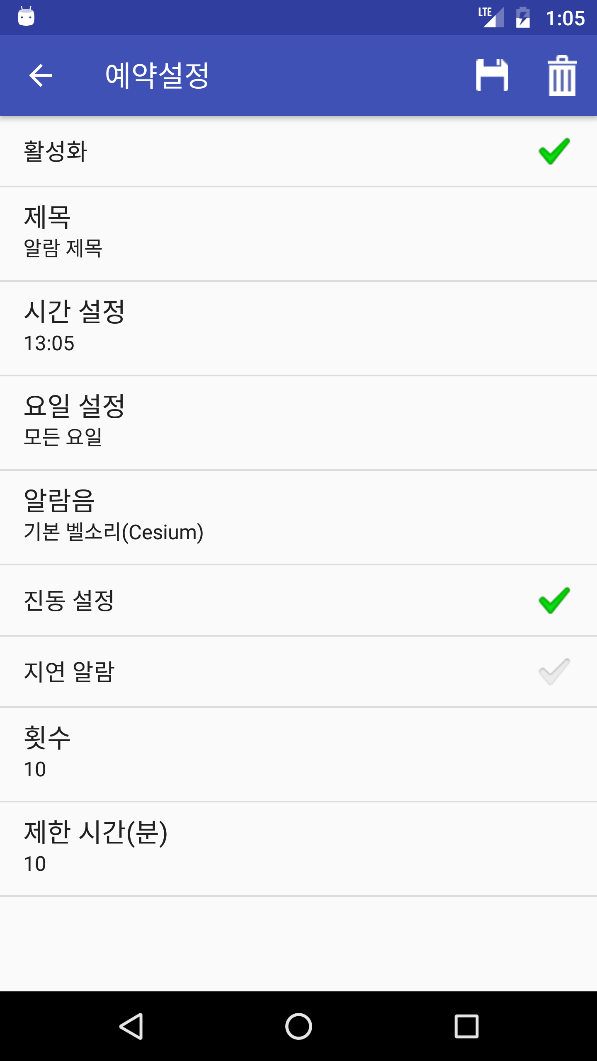 LTE 1:05
예약설정
활성화
제목
알람 제목
시간 설정
13:05
요일 설정
모든 요일
알람음
기본 벨소리(Cesium)
진동 설정
지연 알람
횟수
10
제한 시간(분)
10